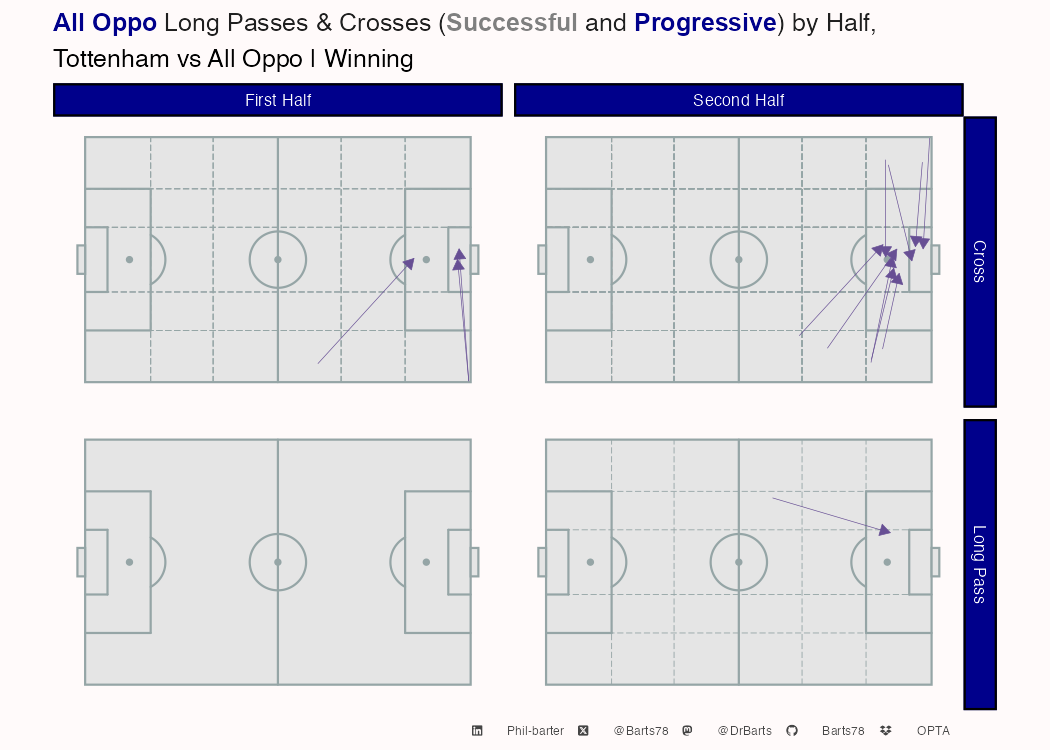 All Oppo Long Passes & Crosses (Successful and Progressive) by Half,
Tottenham vs All Oppo | Winning
First Half
Second Half
Cross
Long Pass
Phil-barter @Barts78 @DrBarts Barts78 OPTA